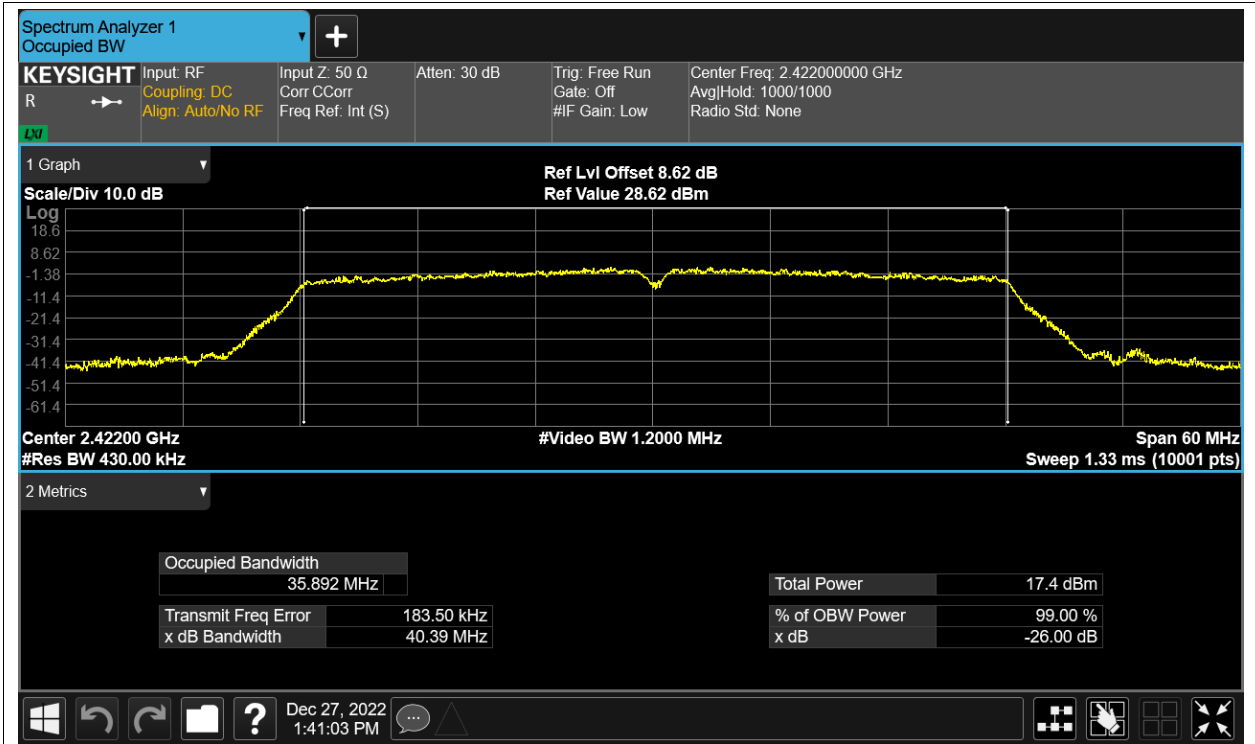 Spectrum Analyzer 1
Occupied BW
KEYSIGHT
R
LXI
Input: RF
Coupling: DC
Align: Auto/No RF
Input Z: 50 Ω
Corr CCorr
Freq Ref: Int (S)
Atten: 30 dB
Trig: Free Run
Gate: Off
#IF Gain: Low
Center Freq: 2.422000000 GHz
Avg|Hold: 1000/1000
Radio Std: None
1 Graph
Scale/Div 10.0 dB
Ref Lvl Offset 8.62 dB
Ref Value 28.62 dBm
Log
18.6
8.62
-1.38
-11.4
-21.4
-31.4
-41.4
-51.4
-61.4
Center 2.42200 GHz
#Res BW 430.00 kHz
#Video BW 1.2000 MHz
Span 60 MHz
Sweep 1.33 ms (10001 pts)
2 Metrics
Occupied Bandwidth
35.892 MHz
Transmit Freq Error 183.50 kHz
x dB Bandwidth 40.39 MHz
Total Power 17.4 dBm
% of OBW Power 99.00 %
x dB -26.00 dB
?
Dec 27, 2022
1:41:03 PM